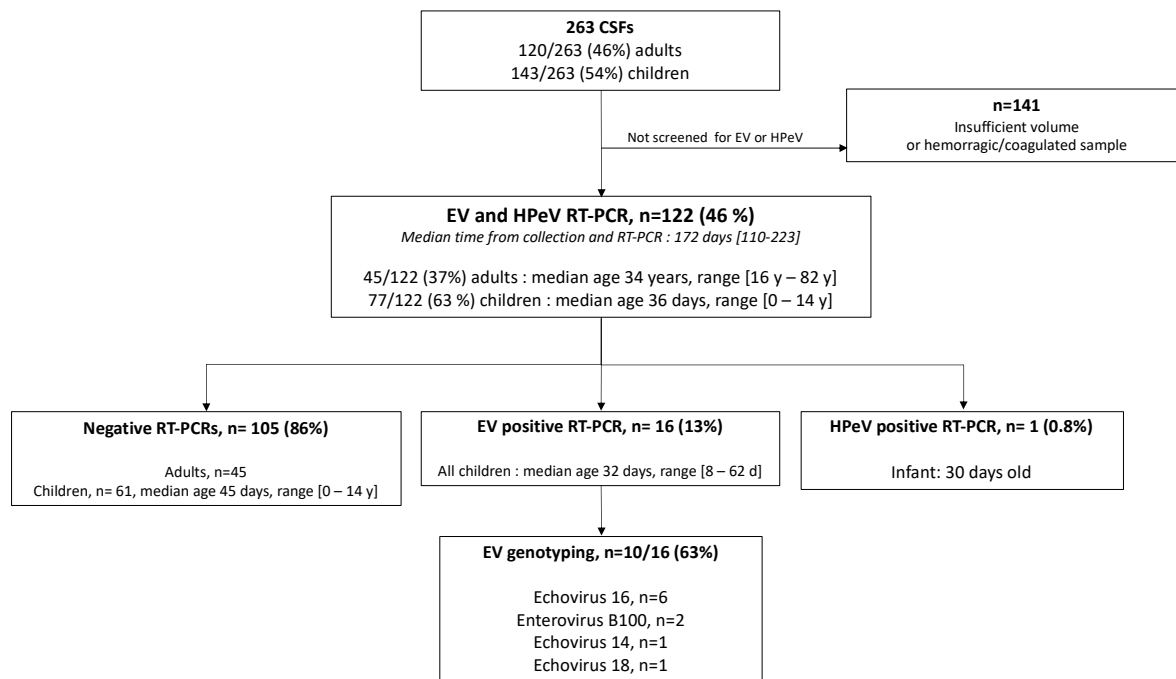 263 CSFs
120/263 (46%) adults
143/263 (54%) children
n=141
Insufficient volume
or hemorragic/coagulated sample
Not screened for EV or HPeV
EV and HPeV RT-PCR, n=122 (46 %)
Median time from collection and RT-PCR : 172 days [110-223]
45/122 (37%) adults : median age 34 years, range [16 y – 82 y]
77/122 (63 %) children : median age 36 days, range [0 – 14 y]
Negative RT-PCRs, n= 105 (86%)
Adults, n=45
Children, n= 61, median age 45 days, range [0 – 14 y]
EV positive RT-PCR, n= 16 (13%)
All children : median age 32 days, range [8 – 62 d]
HPeV positive RT-PCR, n= 1 (0.8%)
Infant: 30 days old
EV genotyping, n=10/16 (63%)
Echovirus 16, n=6
Enterovirus B100, n=2
Echovirus 14, n=1
Echovirus 18, n=1